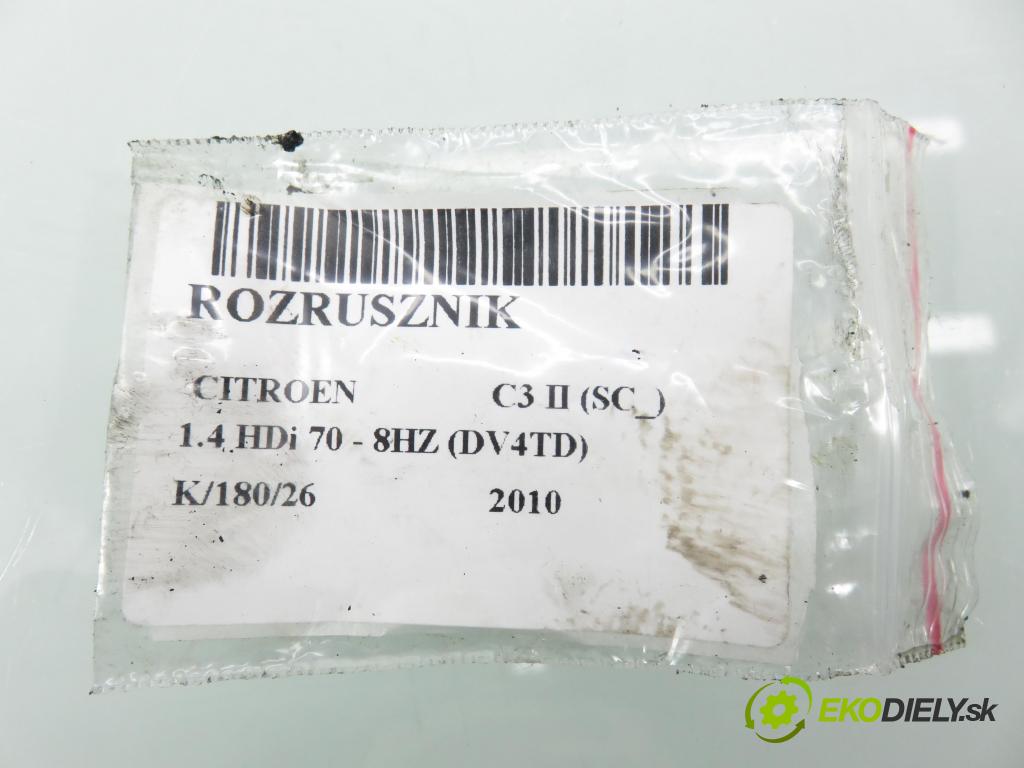 ROZRUSZNIK
CITROEN C3 II (SC_)
1.4 HDi 70 - 8HZ (DV4TD)
K/180/26 2010
EKODIELY.sk